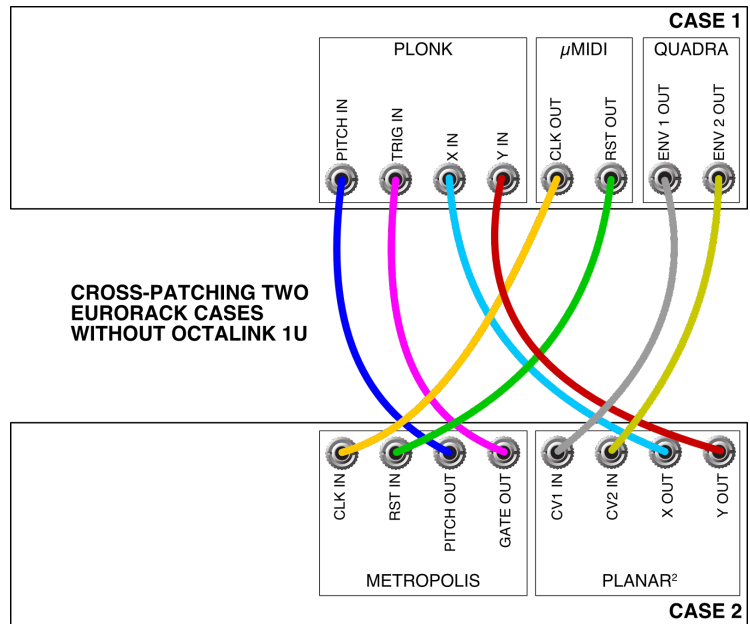 CASE 1
PLONK
µMIDI
QUADRA
PITCH IN
TRIG IN
X IN
Y IN
CLK OUT
RST OUT
ENV 1 OUT
ENV 2 OUT
CROSS-PATCHING TWO
EURORACK CASES
WITHOUT OCTALINK 1U
CLK IN
RST IN
PITCH OUT
GATE OUT
CV1 IN
CV2 IN
X OUT
Y OUT
METROPOLIS
PLANAR²
CASE 2